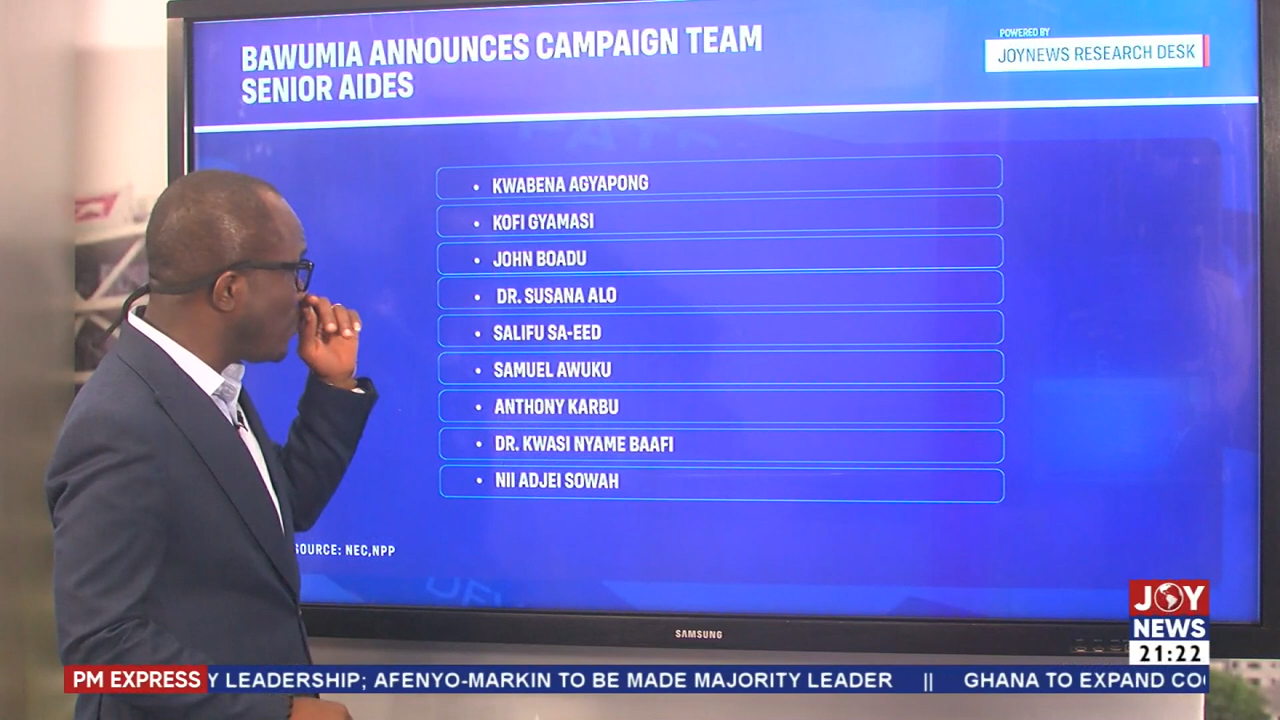 BAWUMIA ANNOUNCES CAMPAIGN TEAM
SENIOR AIDES
POWERED BY
JOYNEWS RESEARCH DESK
• KWABENA AGYAPONG
• KOFI GYAMASI
• JOHN BOADU
• DR. SUSANA ALO
• SALIFU SA-EED
• SAMUEL AWUKU
• ANTHONY KARBU
• DR. KWASI NYAME BAAFI
• NII ADJEI SOWAH
SOURCE: NEC,NPP
SAMSUNG
JOY
NEWS
21:22
PM EXPRESS Y LEADERSHIP; AFENYO-MARKIN TO BE MADE MAJORITY LEADER || GHANA TO EXPAND